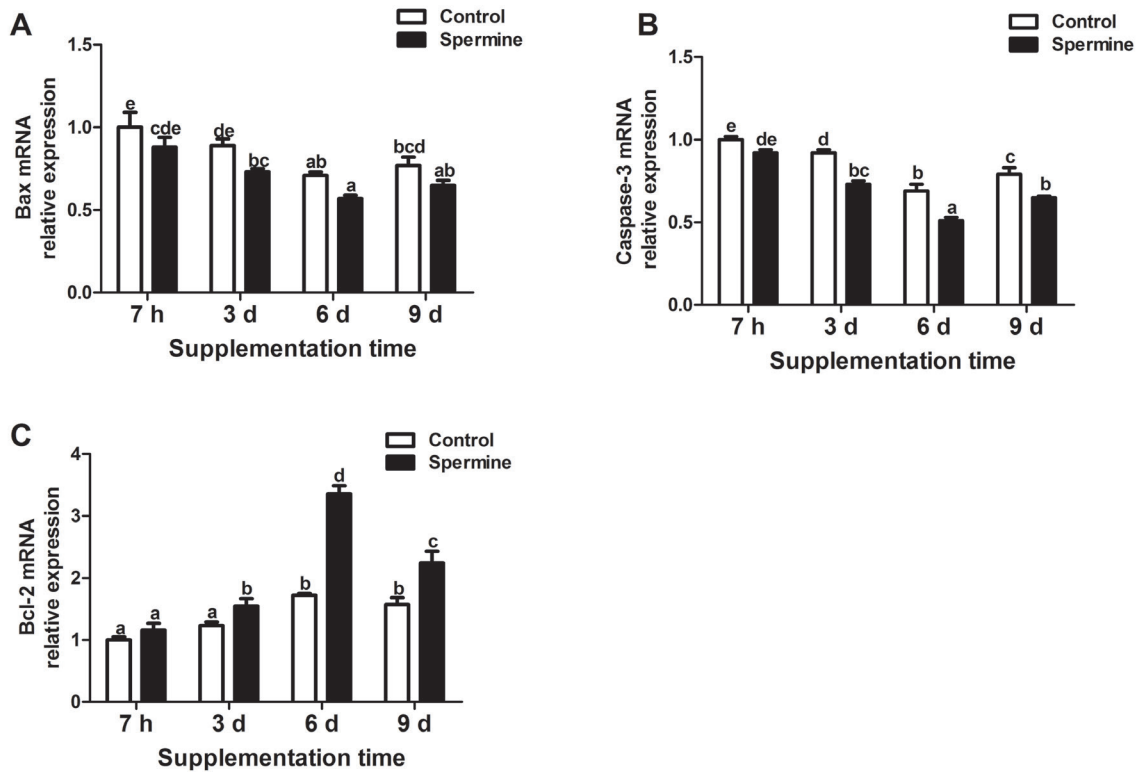 A
Control
Spermine
Bax mRNA
relative expression
1.5
1.0
0.5
0.0
e
cde
de
bc
ab
a
bcd
ab
7 h
3 d
6 d
9 d
Supplementation time
B
Control
Spermine
Caspase-3 mRNA
relative expression
1.5
1.0
0.5
0.0
e
de
d
bc
b
a
c
b
7 h
3 d
6 d
9 d
Supplementation time
C
Control
Spermine
Bcl-2 mRNA
relative expression
4
3
2
1
0
a
a
a
b
b
d
b
c
7 h
3 d
6 d
9 d
Supplementation time